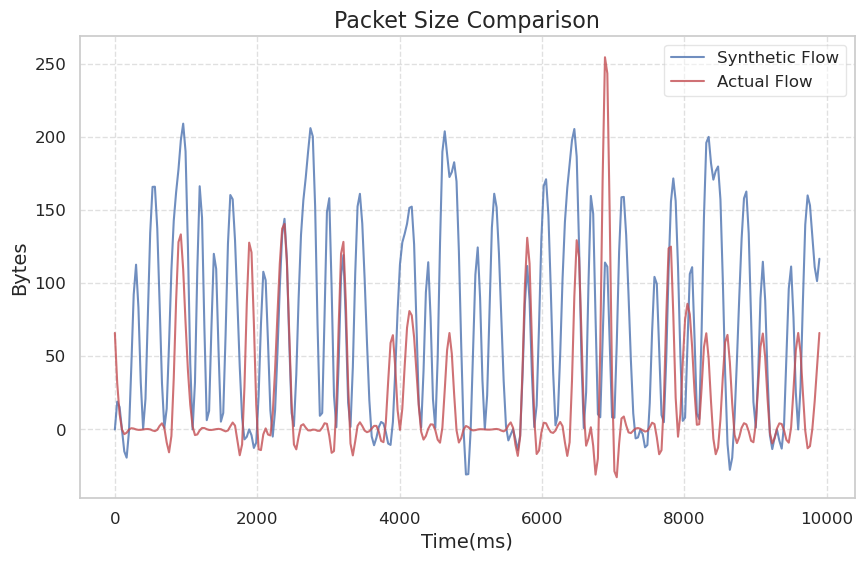 Packet Size Comparison
Synthetic Flow
Actual Flow
Bytes
250
200
150
100
50
0
0 2000 4000 6000 8000 10000
Time(ms)